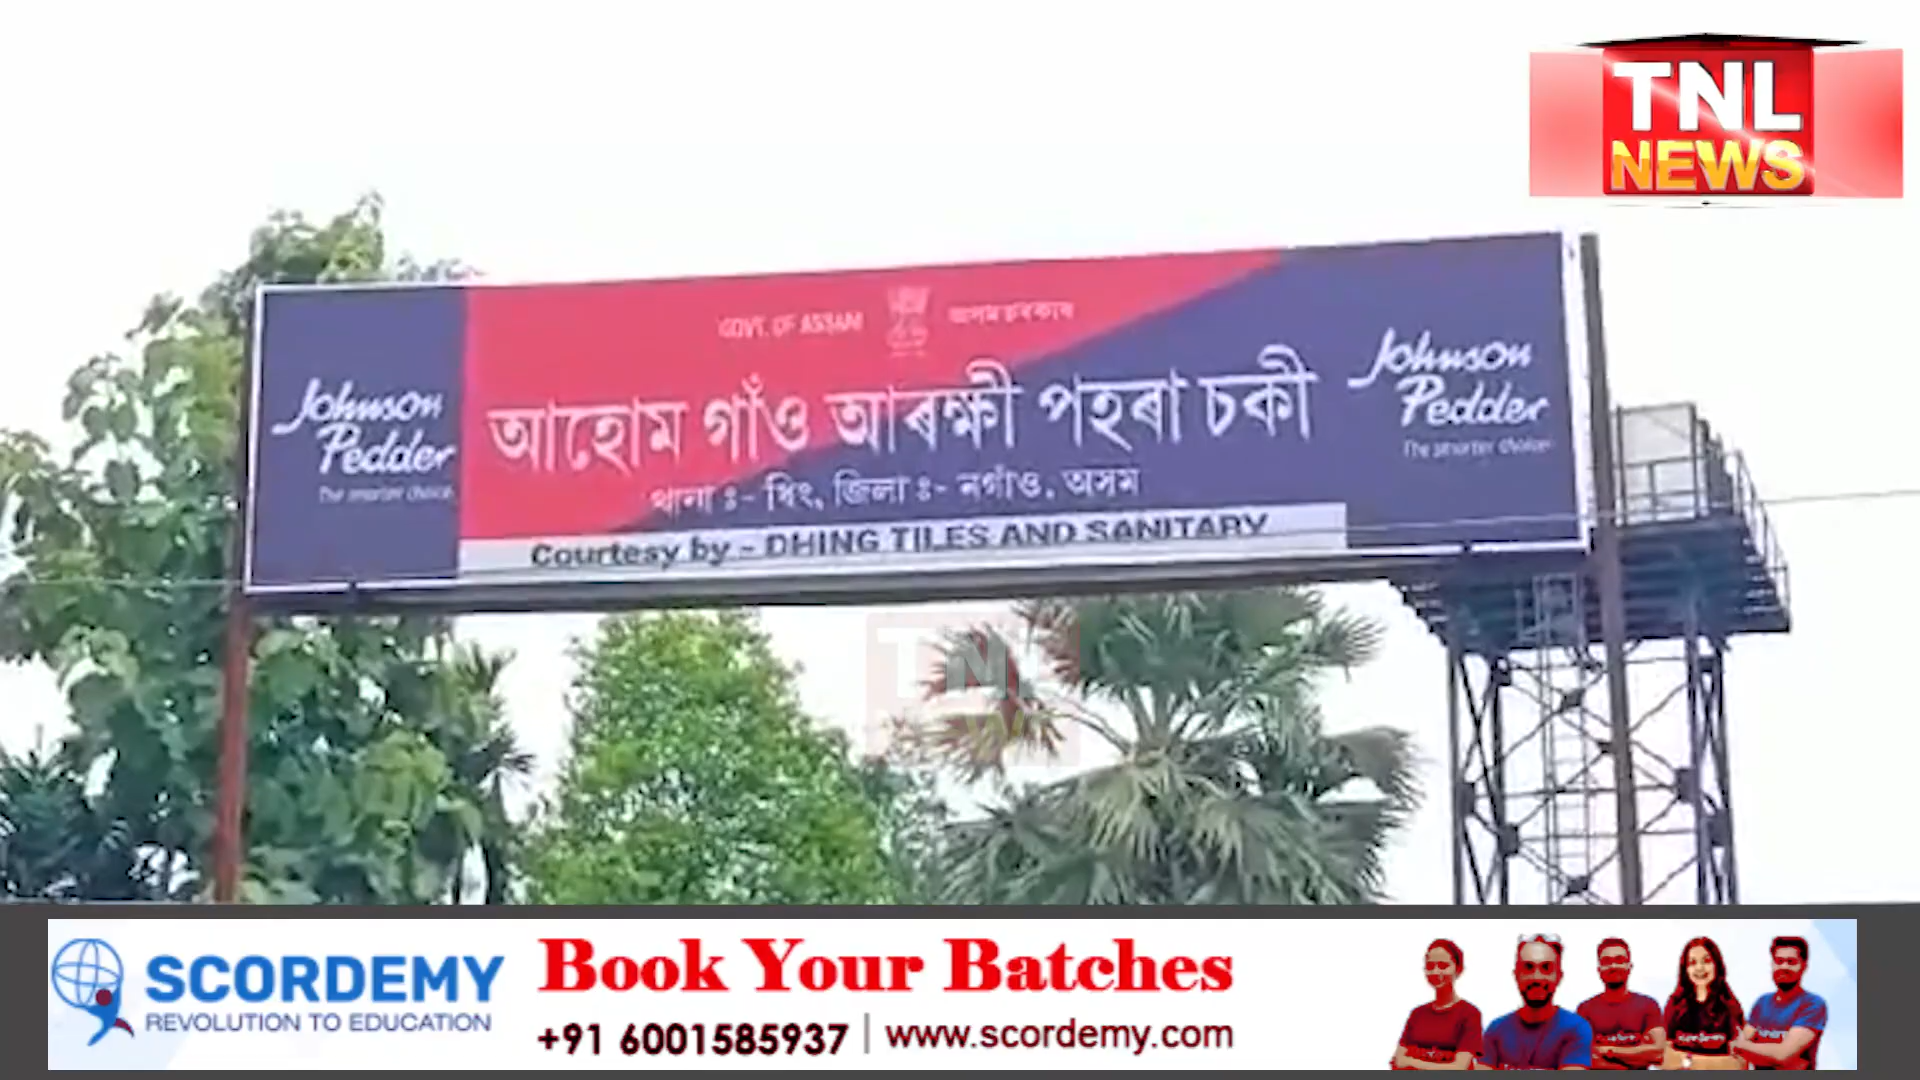 TNL
NEWS
GOVT. OF ASSAM
অসম চৰকাৰ
Johnson
Pedder
The smarter choice
আহোম গাঁও আৰক্ষী পহৰা চকী
Johnson
Pedder
The smarter choice
থানা ঃ- ধিং, জিলা ঃ- নগাঁও, অসম
Courtesy by - DHING TILES AND SANITARY
TNL
NEWS
SCORDEMY
REVOLUTION TO EDUCATION
Book Your Batches
+91 6001585937 | www.scordemy.com